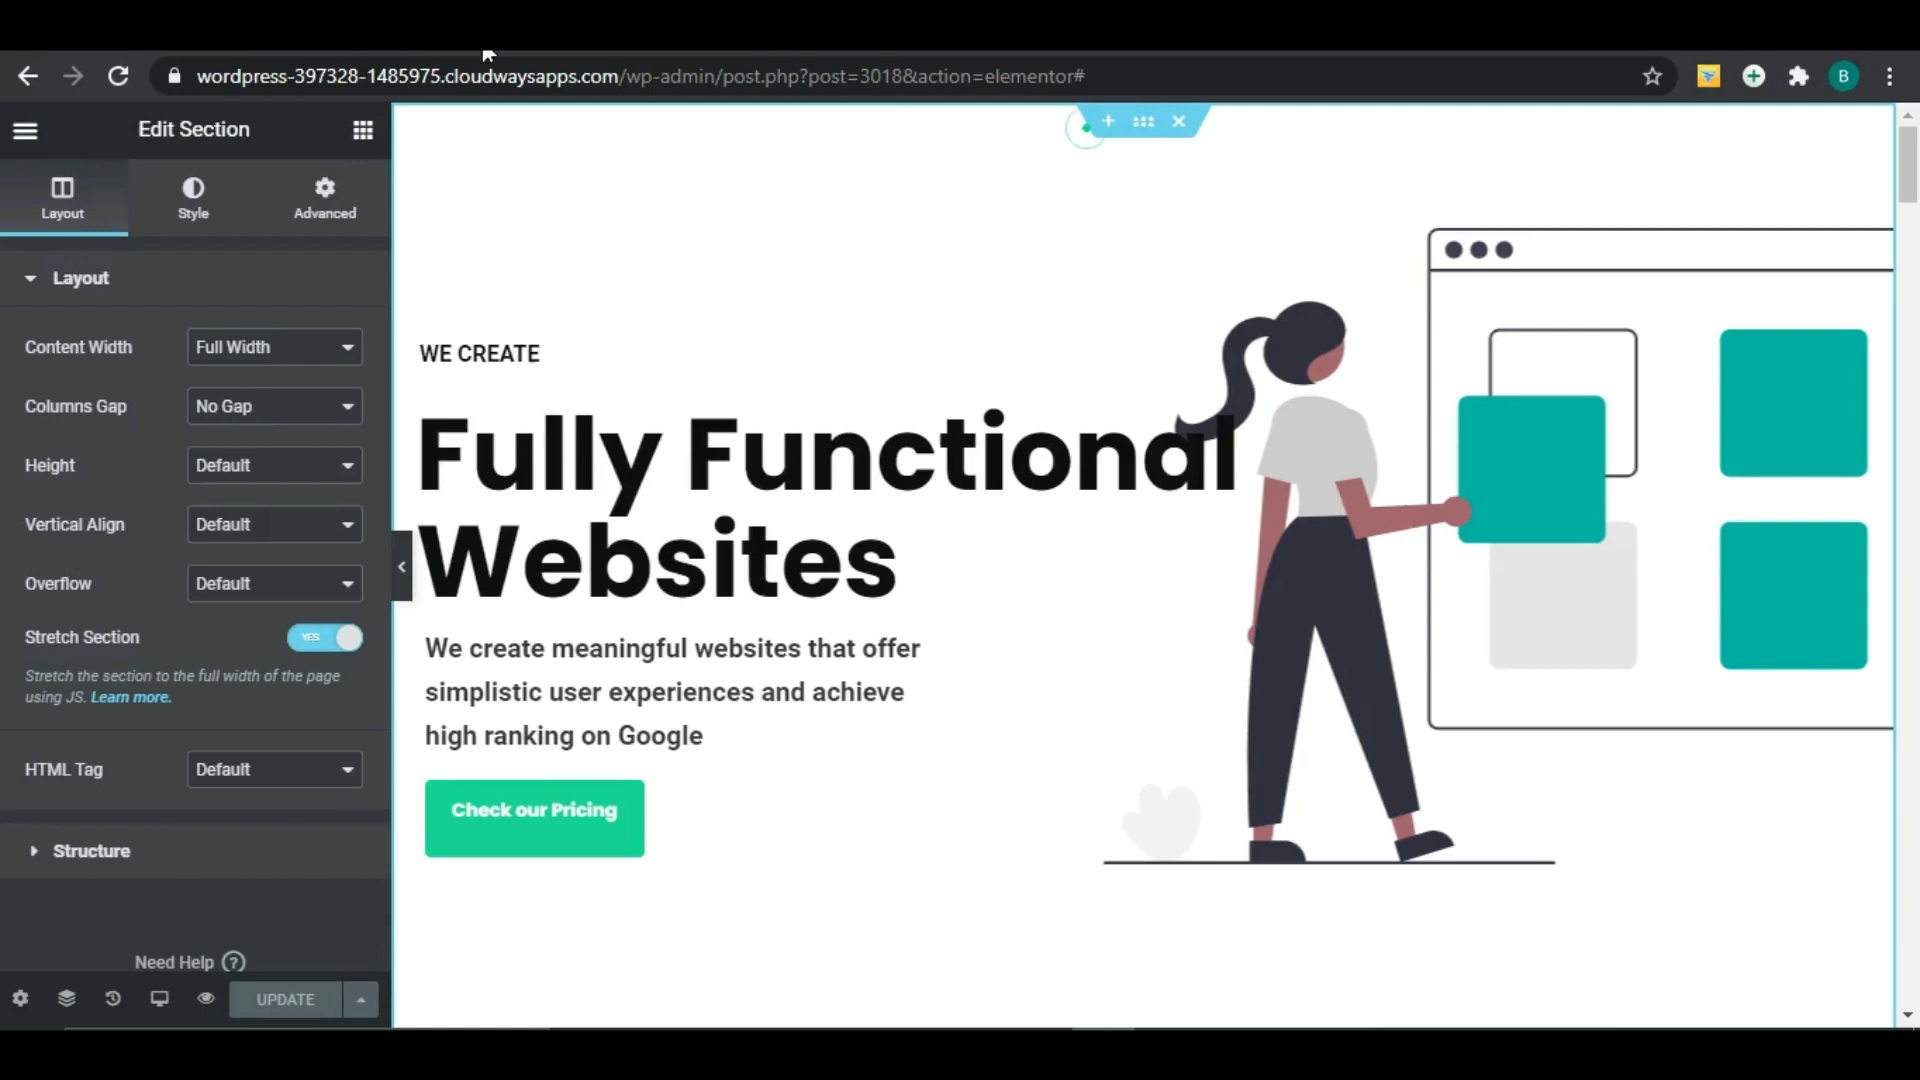 wordpress-397328-1485975.cloudwaysapps.com/wp-admin/post.php?post=3018&action=elementor#
B
Edit Section
Layout
Style
Advanced
Layout
Content Width
Full Width
Columns Gap
No Gap
Height
Default
Vertical Align
Default
Overflow
Default
Stretch Section
YES
Stretch the section to the full width of the page
using JS. Learn more.
HTML Tag
Default
Structure
Need Help ?
UPDATE
WE CREATE
Fully Functional
Websites
We create meaningful websites that offer
simplistic user experiences and achieve
high ranking on Google
Check our Pricing